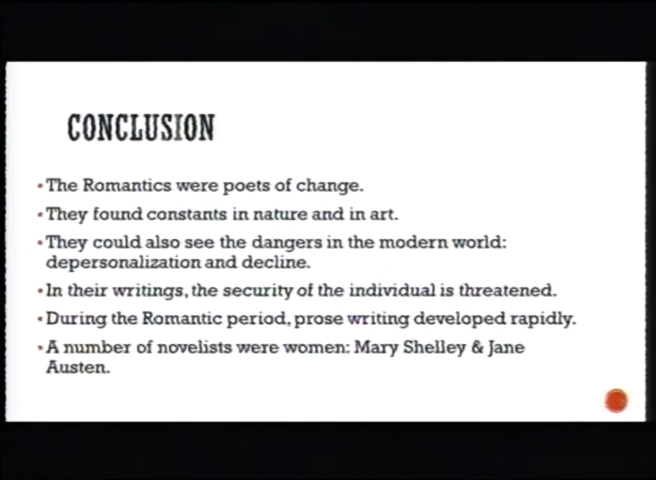 CONCLUSION
▪The Romantics were poets of change.
▪They found constants in nature and in art.
▪They could also see the dangers in the modern world:
depersonalization and decline.
▪In their writings, the security of the individual is threatened.
▪During the Romantic period, prose writing developed rapidly.
▪A number of novelists were women: Mary Shelley & Jane
Austen.